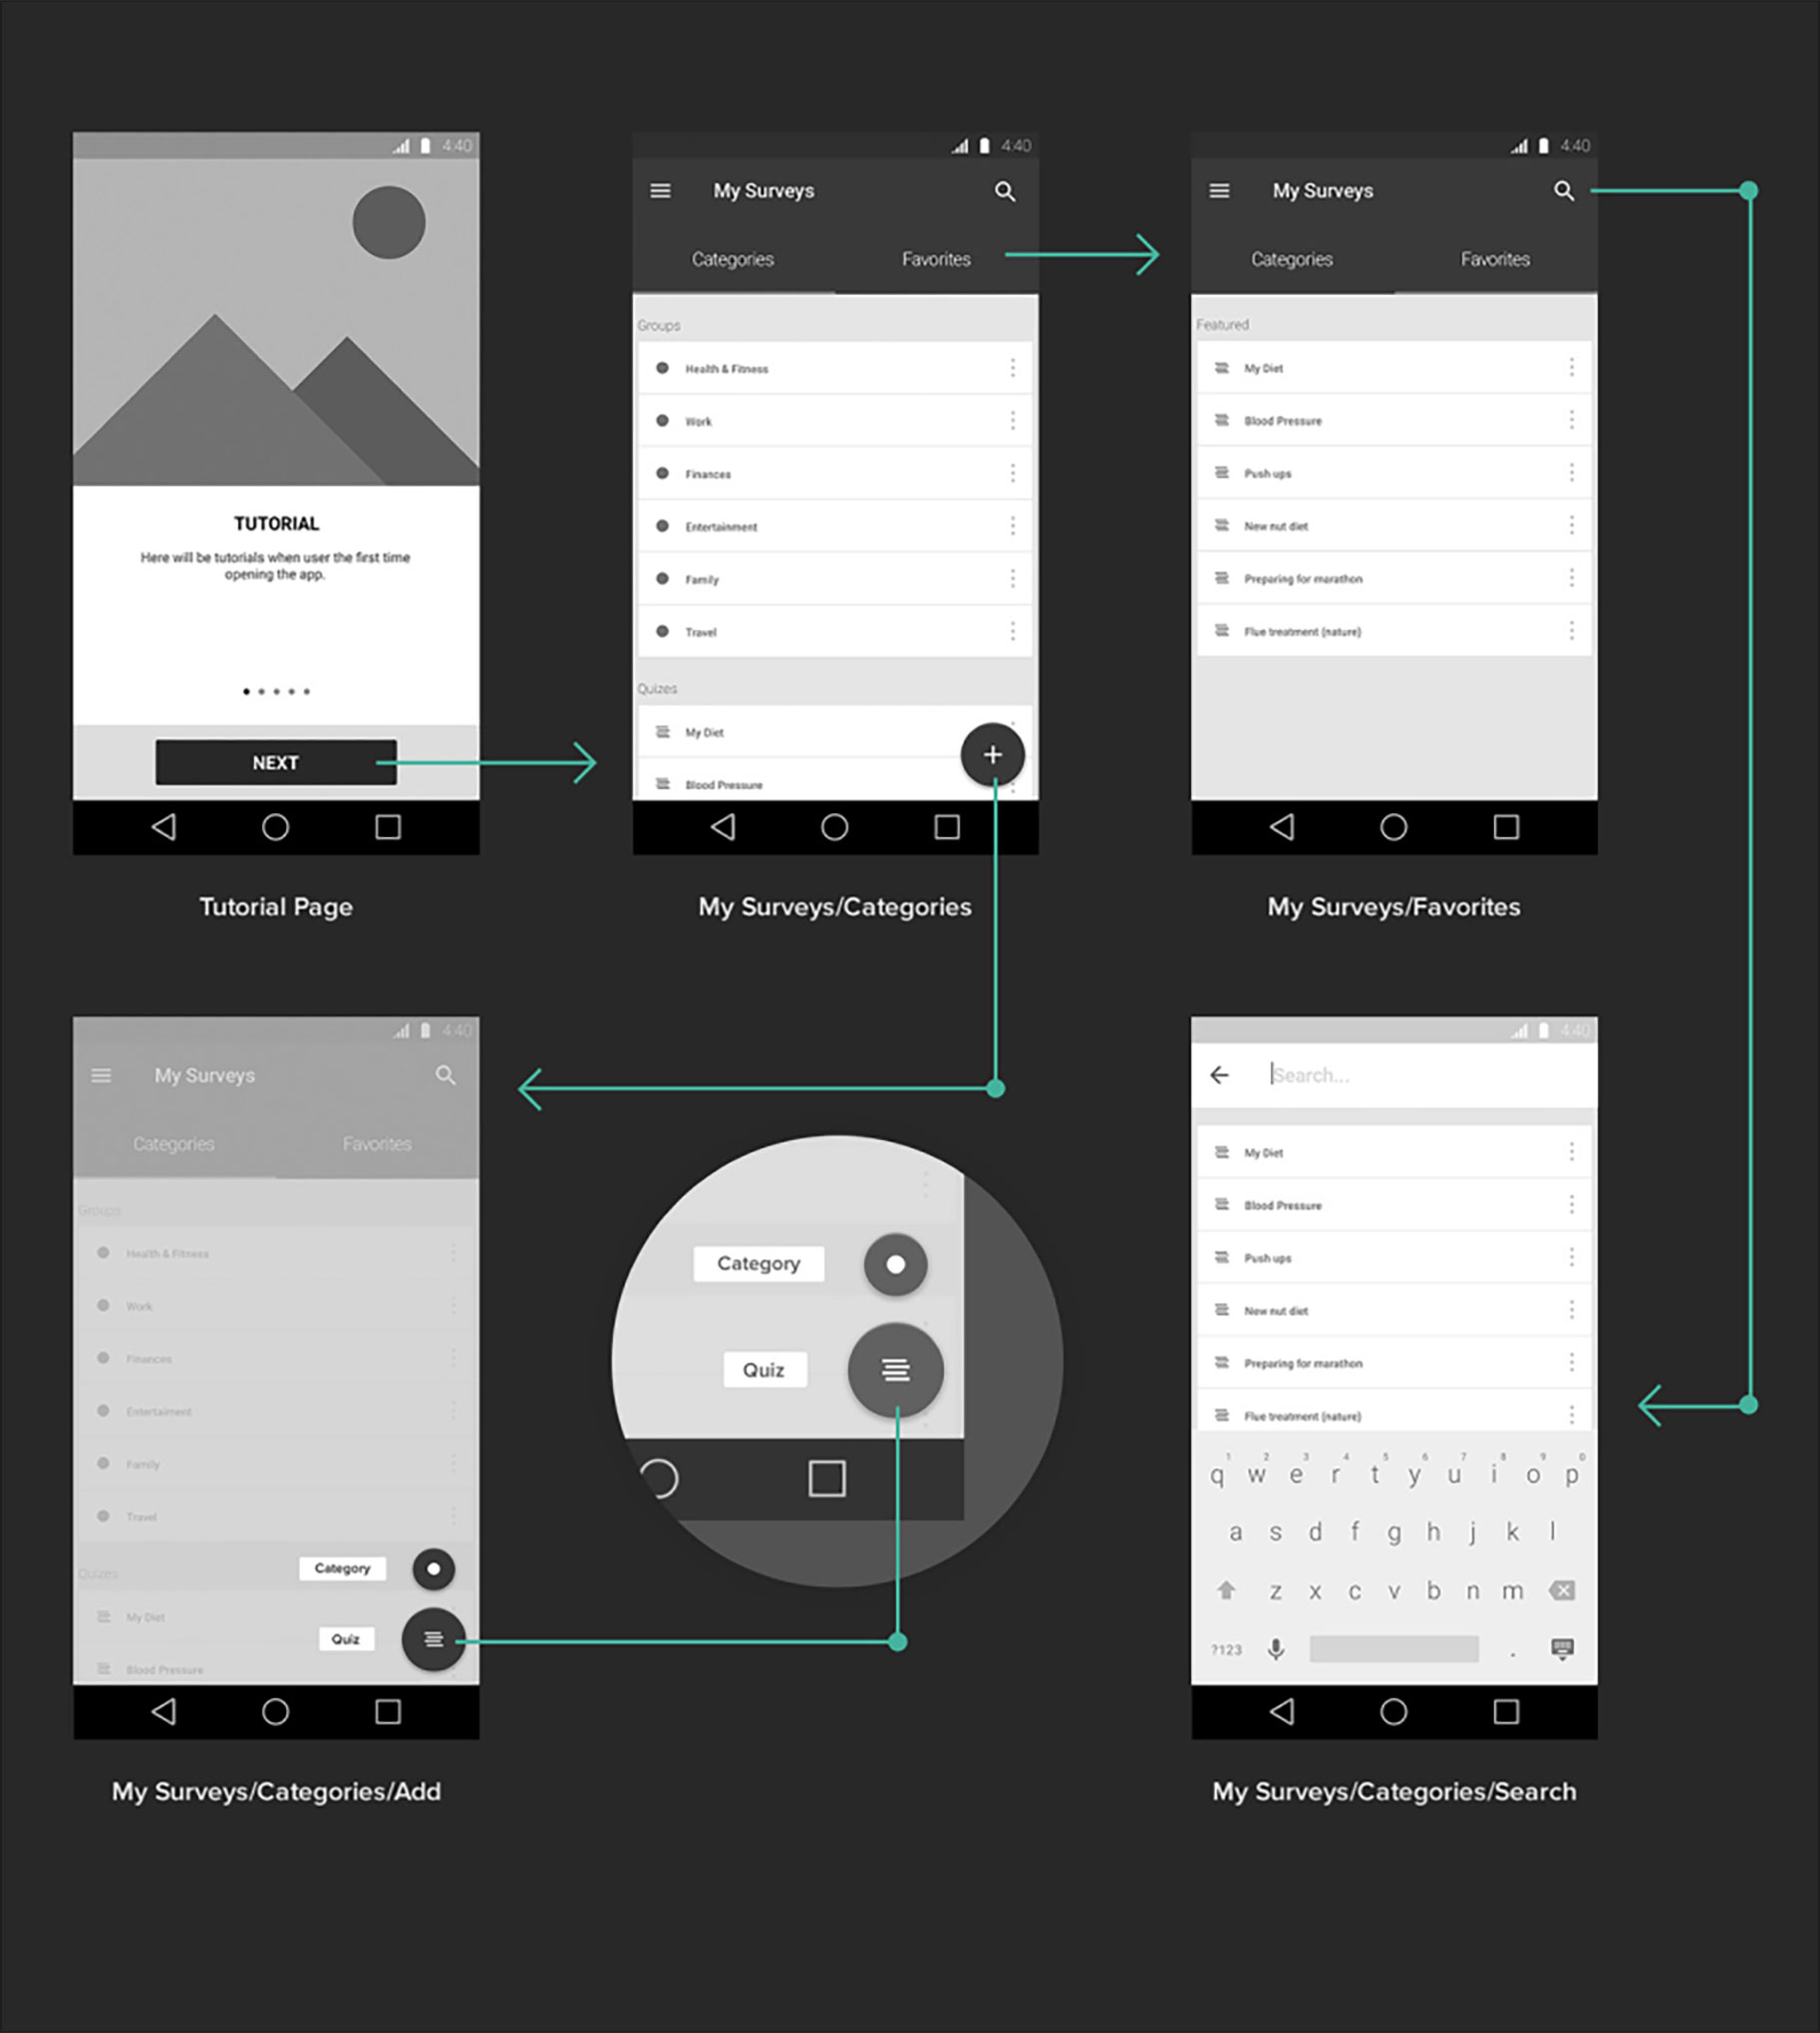 4:40
TUTORIAL
Here will be tutorials when user the first time
opening the app.
NEXT
Tutorial Page
4:40
My Surveys
Categories Favorites
Groups
Health & Fitness
Work
Finances
Entertainment
Family
Travel
Quizes
My Diet
+
Blood Pressure
My Surveys/Categories
4:40
My Surveys
Categories Favorites
Featured
My Diet
Blood Pressure
Push ups
New nut diet
Preparing for marathon
Flue treatment (nature)
My Surveys/Favorites
4:40
My Surveys
Categories Favorites
Groups
Health & Fitness
Work
Finances
Entertaiment
Family
Travel
Category
Quizes
My Diet
Quiz
Blood Pressure
My Surveys/Categories/Add
Category
Quiz
4:40
Search...
My Diet
Blood Pressure
Push ups
New nut diet
Preparing for marathon
Flue treatment (nature)
1 2 3 4 5 6 7 8 9 0
q w e r t y u i o p
a s d f g h j k l
z x c v b n m
?123 .
My Surveys/Categories/Search